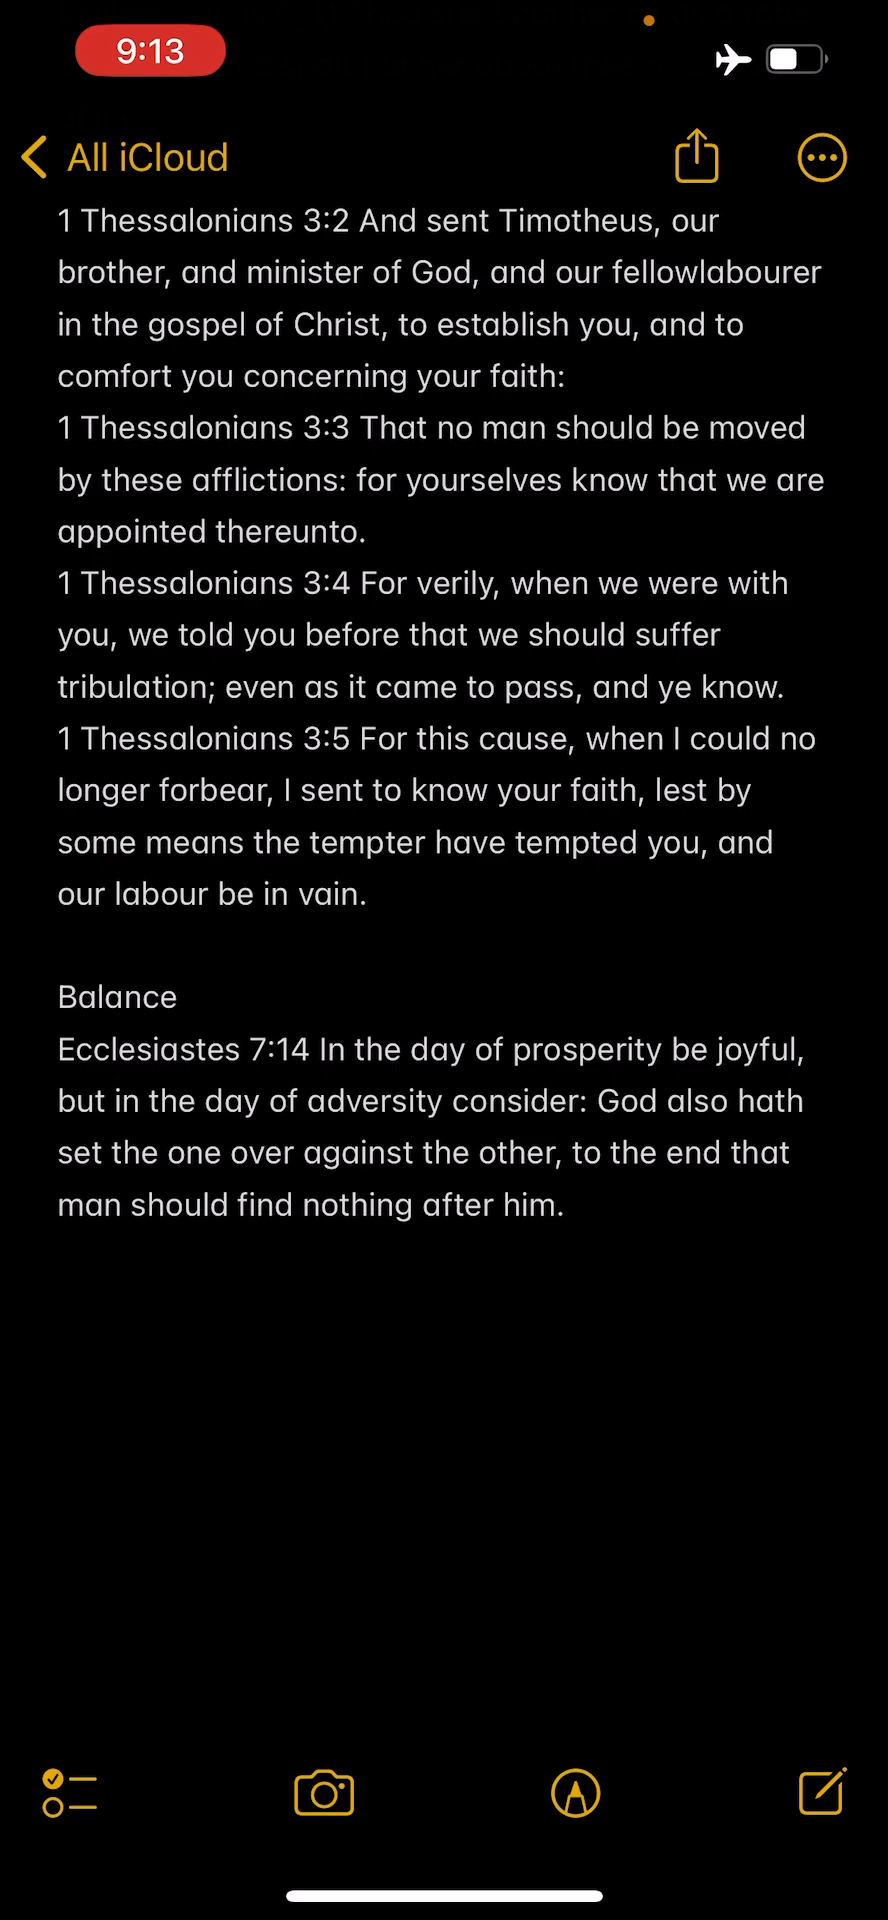 9:13
All iCloud
1 Thessalonians 3:2 And sent Timotheus, our
brother, and minister of God, and our fellowlabourer
in the gospel of Christ, to establish you, and to
comfort you concerning your faith:
1 Thessalonians 3:3 That no man should be moved
by these afflictions: for yourselves know that we are
appointed thereunto.
1 Thessalonians 3:4 For verily, when we were with
you, we told you before that we should suffer
tribulation; even as it came to pass, and ye know.
1 Thessalonians 3:5 For this cause, when I could no
longer forbear, I sent to know your faith, lest by
some means the tempter have tempted you, and
our labour be in vain.
Balance
Ecclesiastes 7:14 In the day of prosperity be joyful,
but in the day of adversity consider: God also hath
set the one over against the other, to the end that
man should find nothing after him.